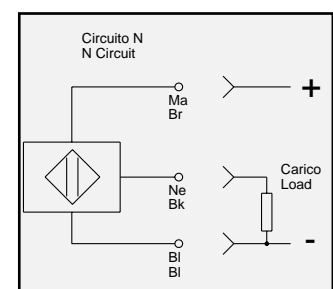 Circuito N
N Circuit
+
Ma
Br
Ne
Bk
Carico
Load
-
Bl
Bl